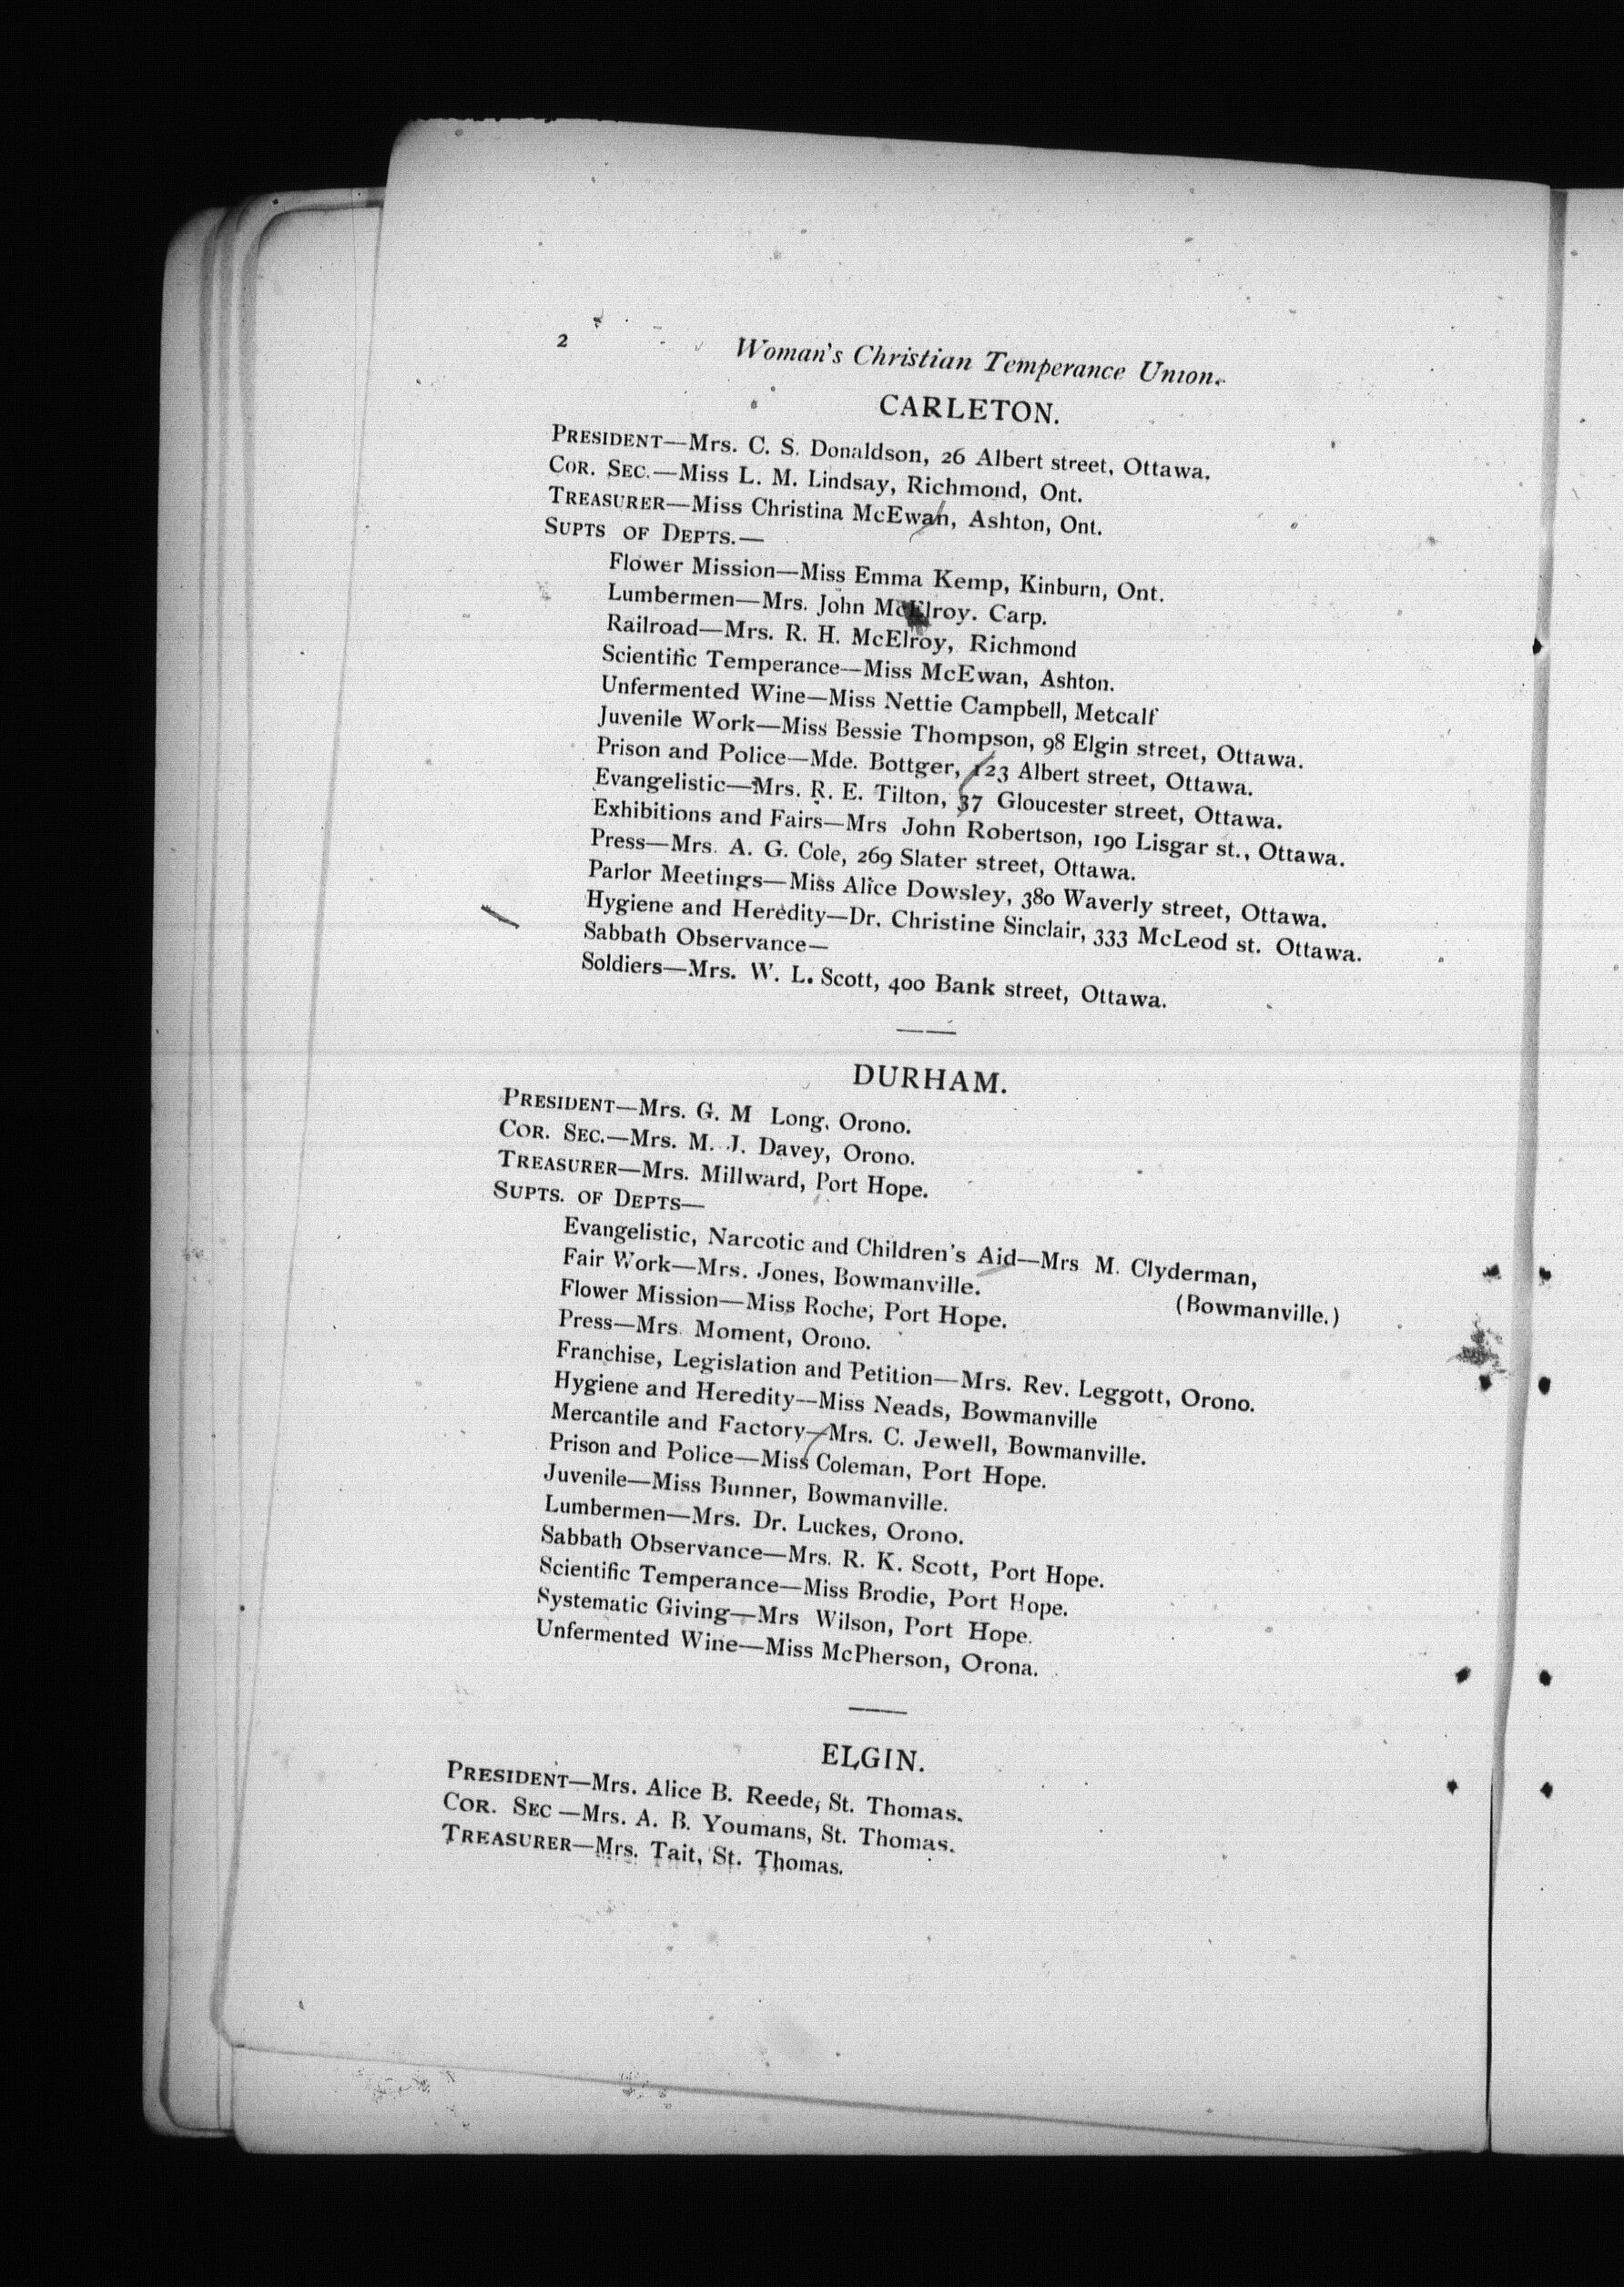 2
Woman's Christian Temperance Union.
CARLETON.
PRESIDENT—Mrs. C. S. Donaldson, 26 Albert street, Ottawa.
COR. SEC.—Miss L. M. Lindsay, Richmond, Ont.
TREASURER—Miss Christina McEwan, Ashton, Ont.
SUPTS OF DEPTS.—
Flower Mission—Miss Emma Kemp, Kinburn, Ont.
Lumbermen—Mrs. John McElroy. Carp.
Railroad—Mrs. R. H. McElroy, Richmond
Scientific Temperance—Miss McEwan, Ashton.
Unfermented Wine—Miss Nettie Campbell, Metcalf
Juvenile Work—Miss Bessie Thompson, 98 Elgin street, Ottawa.
Prison and Police—Mde. Bottger, 123 Albert street, Ottawa.
Evangelistic—Mrs. R. E. Tilton, 37 Gloucester street, Ottawa.
Exhibitions and Fairs—Mrs John Robertson, 190 Lisgar st., Ottawa.
Press—Mrs. A. G. Cole, 269 Slater street, Ottawa.
Parlor Meetings—Miss Alice Dowsley, 380 Waverly street, Ottawa.
Hygiene and Heredity—Dr. Christine Sinclair, 333 McLeod st. Ottawa.
Sabbath Observance—
Soldiers—Mrs. W. L. Scott, 400 Bank street, Ottawa.
DURHAM.
PRESIDENT—Mrs. G. M Long, Orono.
COR. SEC.—Mrs. M. J. Davey, Orono.
TREASURER—Mrs. Millward, Port Hope.
SUPTS. OF DEPTS—
Evangelistic, Narcotic and Children's Aid—Mrs M. Clyderman,
(Bowmanville.)
Fair Work—Mrs. Jones, Bowmanville.
Flower Mission—Miss Roche, Port Hope.
Press—Mrs. Moment, Orono.
Franchise, Legislation and Petition—Mrs. Rev. Leggott, Orono.
Hygiene and Heredity—Miss Neads, Bowmanville
Mercantile and Factory—Mrs. C. Jewell, Bowmanville.
Prison and Police—Miss Coleman, Port Hope.
Juvenile—Miss Bunner, Bowmanville.
Lumbermen—Mrs. Dr. Luckes, Orono.
Sabbath Observance—Mrs. R. K. Scott, Port Hope.
Scientific Temperance—Miss Brodie, Port Hope.
Systematic Giving—Mrs Wilson, Port Hope.
Unfermented Wine—Miss McPherson, Orona.
ELGIN.
PRESIDENT—Mrs. Alice B. Reede, St. Thomas.
COR. SEC—Mrs. A. B. Youmans, St. Thomas.
TREASURER—Mrs. Tait, St. Thomas.